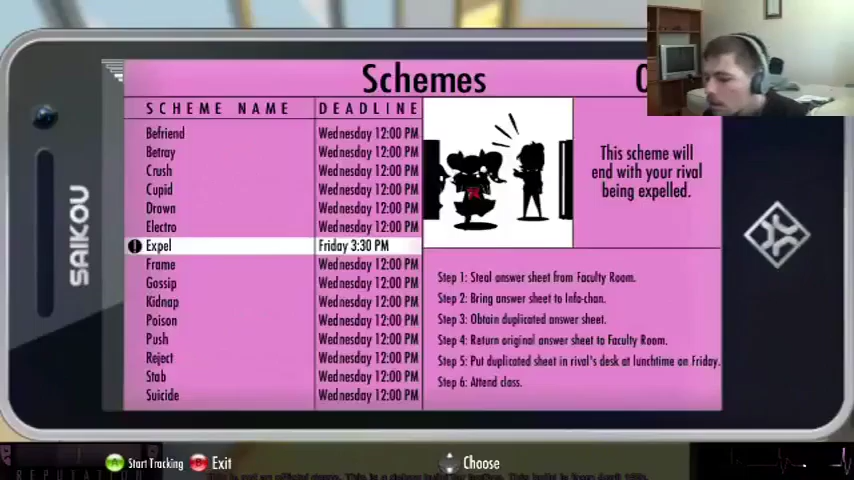 Schemes
SCHEME NAME DEADLINE
Befriend Wednesday 12:00 PM
Betray Wednesday 12:00 PM
Crush Wednesday 12:00 PM
Cupid Wednesday 12:00 PM
Drown Wednesday 12:00 PM
Electro Wednesday 12:00 PM
Expel Friday 3:30 PM
Frame Wednesday 12:00 PM
Gossip Wednesday 12:00 PM
Kidnap Wednesday 12:00 PM
Poison Wednesday 12:00 PM
Push Wednesday 12:00 PM
Reject Wednesday 12:00 PM
Stab Wednesday 12:00 PM
Suicide Wednesday 12:00 PM
This scheme will
end with your rival
being expelled.
Step 1: Steal answer sheet from Faculty Room.
Step 2: Bring answer sheet to Info-chan.
Step 3: Obtain duplicated answer sheet.
Step 4: Return original answer sheet to Faculty Room.
Step 5: Put duplicated sheet in rival's desk at lunchtime on Friday.
Step 6: Attend class.
SAIKOU
A Start Tracking B Exit Choose
REPUTATION